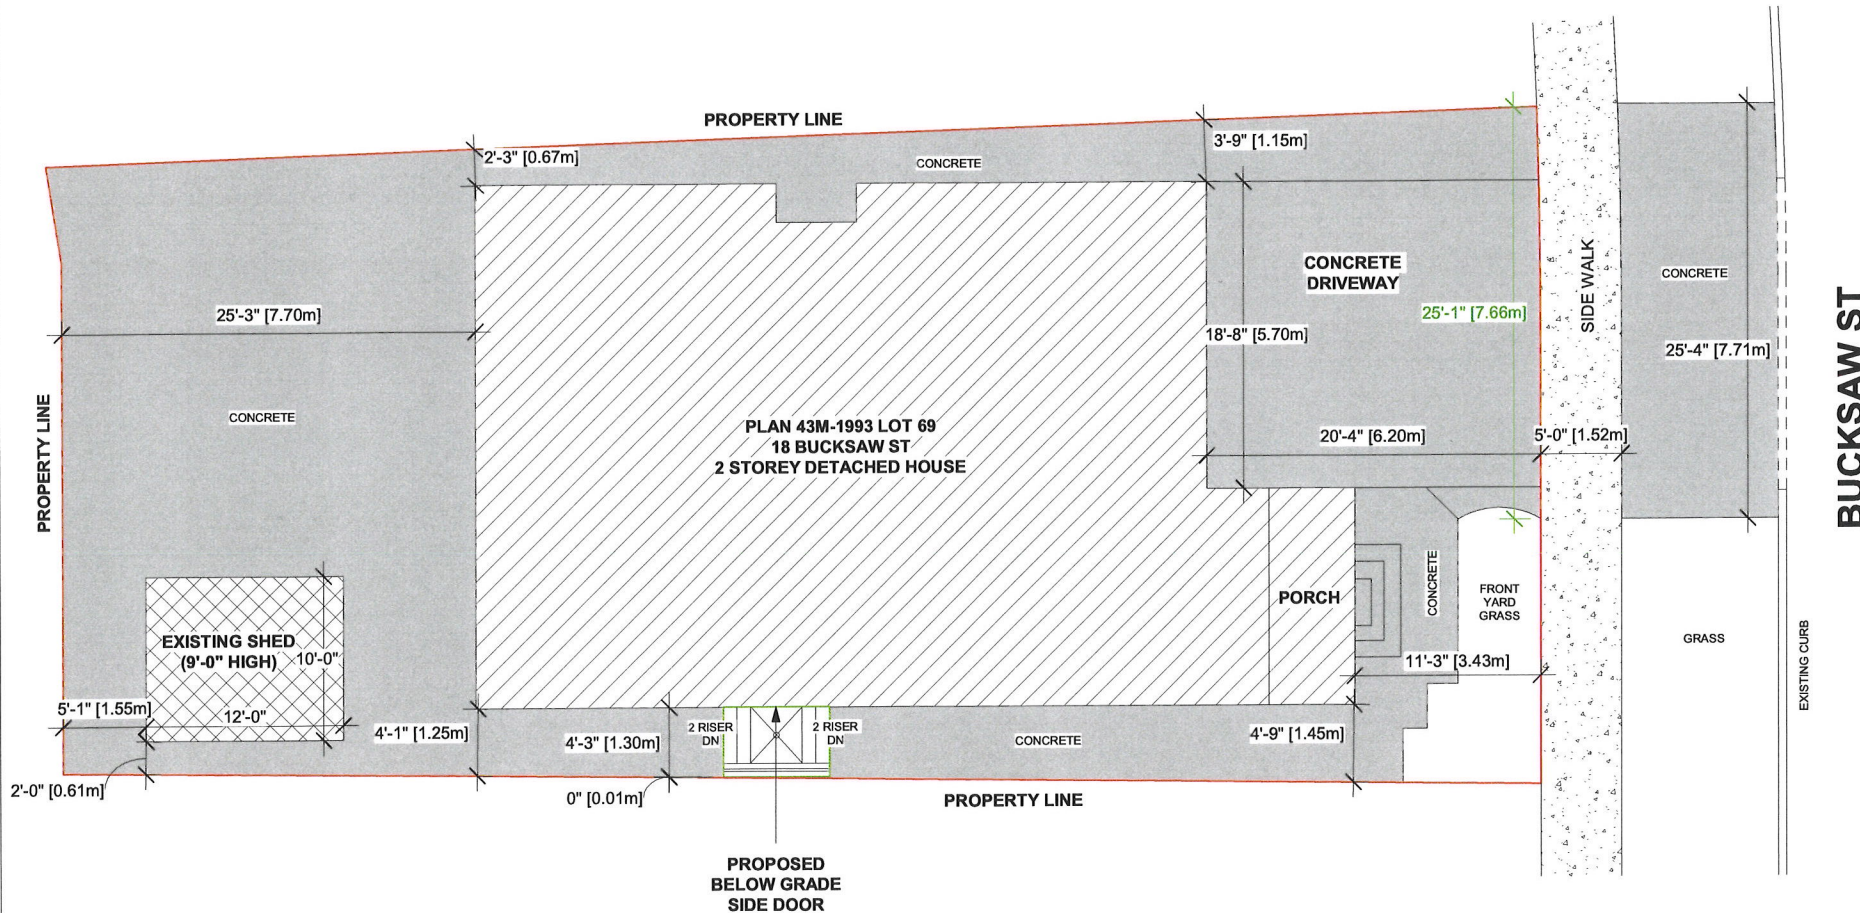 PROPERTY LINE
2'-3" [0.67m]
CONCRETE
3'-9" [1.15m]
CONCRETE
DRIVEWAY
SIDE WALK
CONCRETE
25'-3" [7.70m]
25'-1" [7.66m]
18'-8" [5.70m]
25'-4" [7.71m]
BUCKSAW ST
PROPERTY LINE
CONCRETE
PLAN 43M-1993 LOT 69
18 BUCKSAW ST
2 STOREY DETACHED HOUSE
20'-4" [6.20m]
5'-0" [1.52m]
PORCH
CONCRETE
FRONT
YARD
GRASS
GRASS
EXISTING CURB
EXISTING SHED
(9'-0" HIGH)
10'-0"
11'-3" [3.43m]
5'-1" [1.55m]
12'-0"
4'-1" [1.25m]
4'-3" [1.30m]
2 RISER
DN
2 RISER
DN
CONCRETE
4'-9" [1.45m]
2'-0" [0.61m]
0" [0.01m]
PROPERTY LINE
PROPOSED
BELOW GRADE
SIDE DOOR